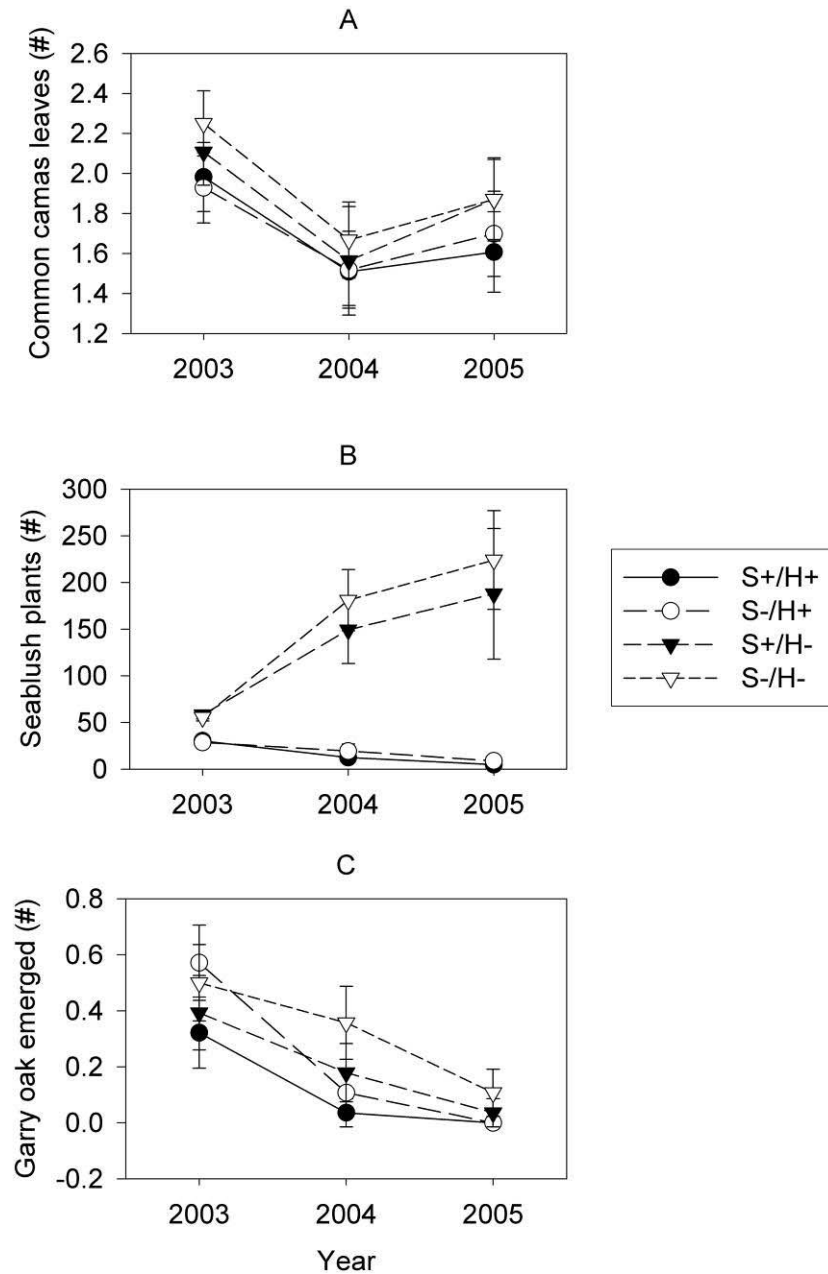 A
Common camas leaves (#)
2.6
2.4
2.2
2.0
1.8
1.6
1.4
1.2
2003 2004 2005
B
Seablush plants (#)
300
250
200
150
100
50
0
2003 2004 2005
S+/H+
S-/H+
S+/H-
S-/H-
C
Garry oak emerged (#)
0.8
0.6
0.4
0.2
0.0
-0.2
2003 2004 2005
Year